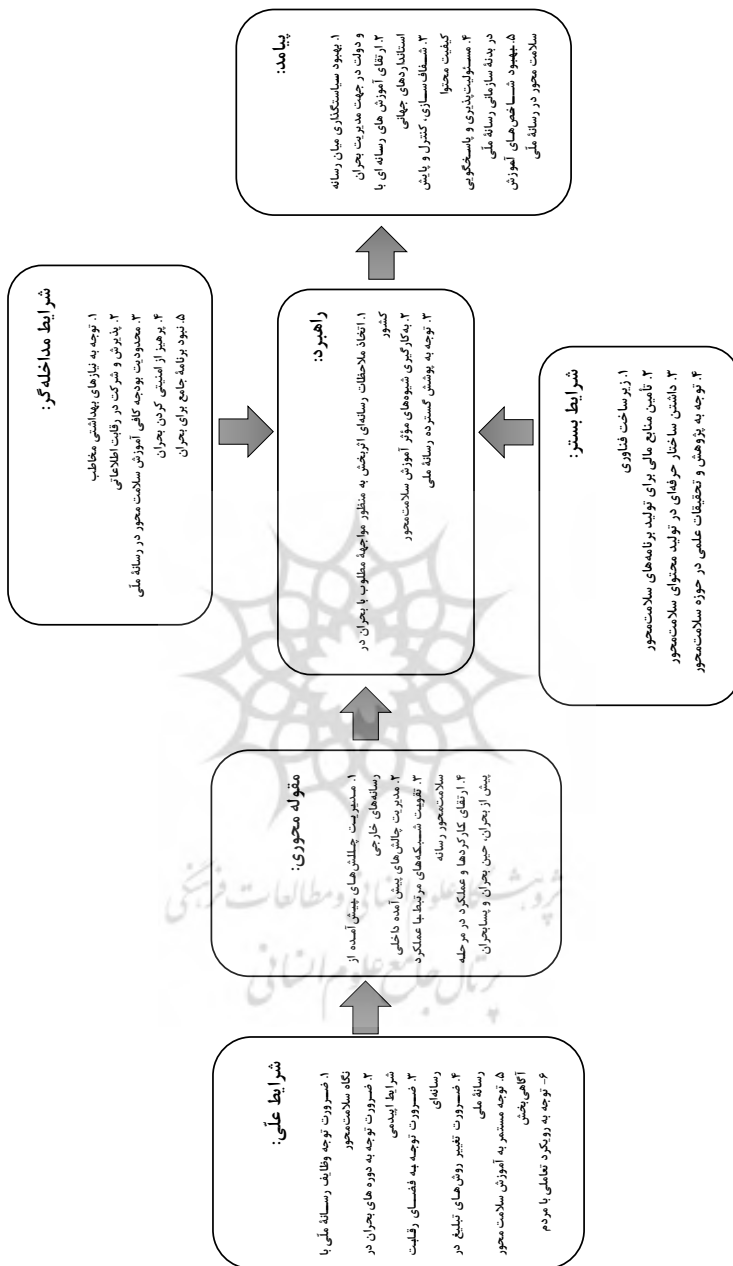 شرایط علّی:
۱. ضرورت توجه وظایف رسانهٔ ملّی با
نگاه سلامت‌محور
۲. ضرورت توجه به دوره های بحران در
شرایط اپیدمی
۳. ضرورت توجه به فضای رقابت
رسانه‌ای
۴. ضرورت تغییر روش‌های تبلیغ در
رسانهٔ ملی
۵. توجه مستمر به آموزش سلامت محور
آگاهی‌بخش
۶- توجه به رویکرد تعاملی با مردم
مقوله محوری:
۱. مدیریت چالش‌های پیش‌آمده از
رسانه‌های خارجی
۲. مدیریت چالش‌های پیش‌آمده داخلی
۳. تقویت شبکه‌های مرتبط با عملکرد
سلامت‌محور رسانه
۴. ارتقای کارکردها و عملکرد در مرحله
پیش از بحران، حین بحران و پسابحران
شرایط مداخله‌گر:
۱. توجه به نیازهای بهداشتی مخاطب
۲. پذیرش و شرکت در رقابت اطلاعاتی
۳. محدودیت بودجه کافی آموزش سلامت محور در رسانهٔ ملّی
۴. پرهیز از امنیتی کردن بحران
۵. نبود برنامهٔ جامع برای بحران
راهبرد:
۱. اتخاذ ملاحظات رسانه‌ای اثربخش به منظور مواجههٔ مطلوب با بحران در
کشور
۲. به‌کارگیری شیوه‌های مؤثر آموزش سلامت‌محور
۳. توجه به پوشش گسترده رسانهٔ ملی
شرایط بستر:
۱. زیرساخت فناوری
۲. تأمین منابع مالی برای تولید برنامه‌های سلامت‌محور
۳. داشتن ساختار حرفه‌ای در تولید محتوای سلامت‌محور
۴. توجه به پژوهش و تحقیقات علمی در حوزه سلامت‌محور
پیامد:
۱. بهبود سیاستگذاری میان رسانه
و دولت در جهت مدیریت بحران
۲. ارتقای آموزش های رسانه ای با
استانداردهای جهانی
۳. شفاف‌سازی، کنترل و پایش
کیفیت محتوا
۴. مسئولیت‌پذیری و پاسخگویی
در بدنهٔ سازمانی رسانهٔ ملی
۵. بهبود شاخص‌های آموزش
سلامت محور در رسانهٔ ملّی
پژوهشگاه علوم انسانی و مطالعات فرهنگی
پرتال جامع علوم انسانی